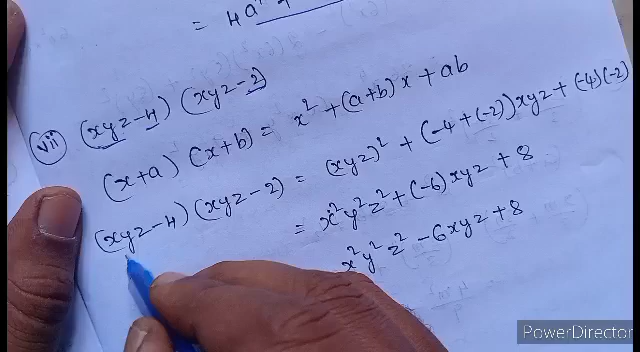 = 4a²
(vii) (xyz-4) (xyz-2)
(x+a) (x+b) = x² + (a+b) x + ab
(xyz-4) (xyz-2) = (xyz)² + (-4+(-2)) xyz + (-4)(-2)
= x²y²z² + (-6) xyz + 8
x²y²z² - 6xyz + 8
PowerDirector